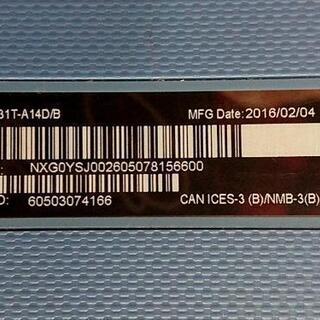 31T-A14D/B MFG Date:2016/02/04
: NXG0YSJ002605078156600
D: 60503074166 CAN ICES-3 (B)/NMB-3(B)